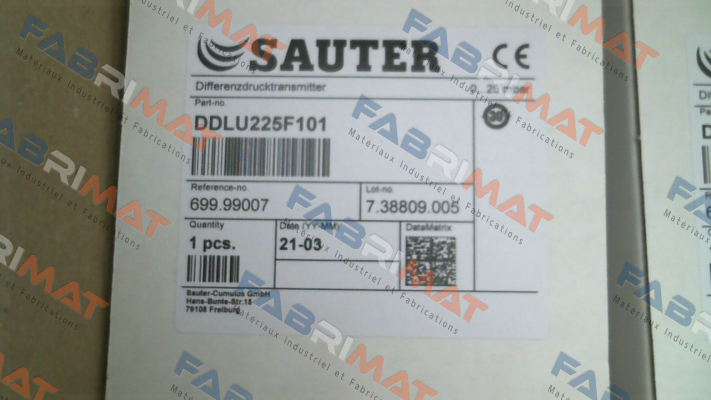 SAUTER CE
Differenzdrucktransmitter 0, 25 mbar
Part-no.
DDLU225F101
30
Reference-no. Lot-no.
699.99007 7.38809.005
Quantity Date (YY-MM) DataMatrix
1 pcs. 21-03
Sauter-Cumulus GmbH
Hans-Bunte-Str.15
79108 Freiburg
FABRIMAT
Matériaux Industriel et Fabrications